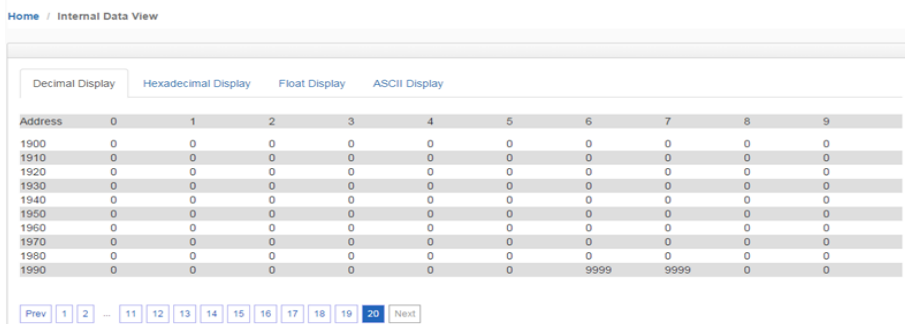 Home / Internal Data View
Decimal Display Hexadecimal Display Float Display ASCII Display
Address 0 1 2 3 4 5 6 7 8 9
1900 0 0 0 0 0 0 0 0 0 0
1910 0 0 0 0 0 0 0 0 0 0
1920 0 0 0 0 0 0 0 0 0 0
1930 0 0 0 0 0 0 0 0 0 0
1940 0 0 0 0 0 0 0 0 0 0
1950 0 0 0 0 0 0 0 0 0 0
1960 0 0 0 0 0 0 0 0 0 0
1970 0 0 0 0 0 0 0 0 0 0
1980 0 0 0 0 0 0 0 0 0 0
1990 0 0 0 0 0 0 9999 9999 0 0
Prev 1 2 ... 11 12 13 14 15 16 17 18 19 20 Next